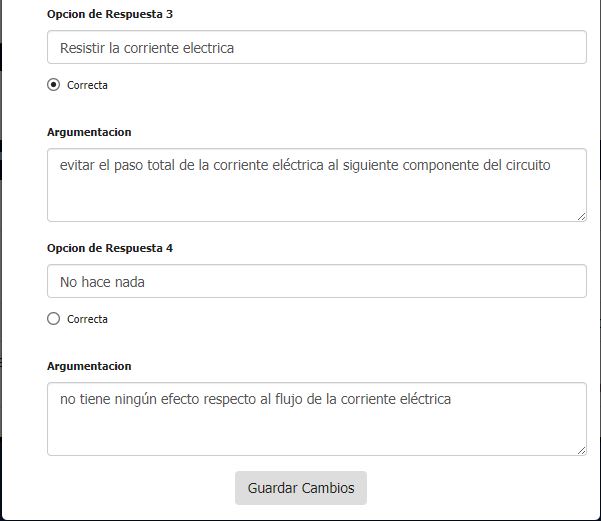 Opcion de Respuesta 3
Resistir la corriente electrica
Correcta
Argumentacion
evitar el paso total de la corriente eléctrica al siguiente componente del circuito
Opcion de Respuesta 4
No hace nada
Correcta
Argumentacion
no tiene ningún efecto respecto al flujo de la corriente eléctrica
Guardar Cambios